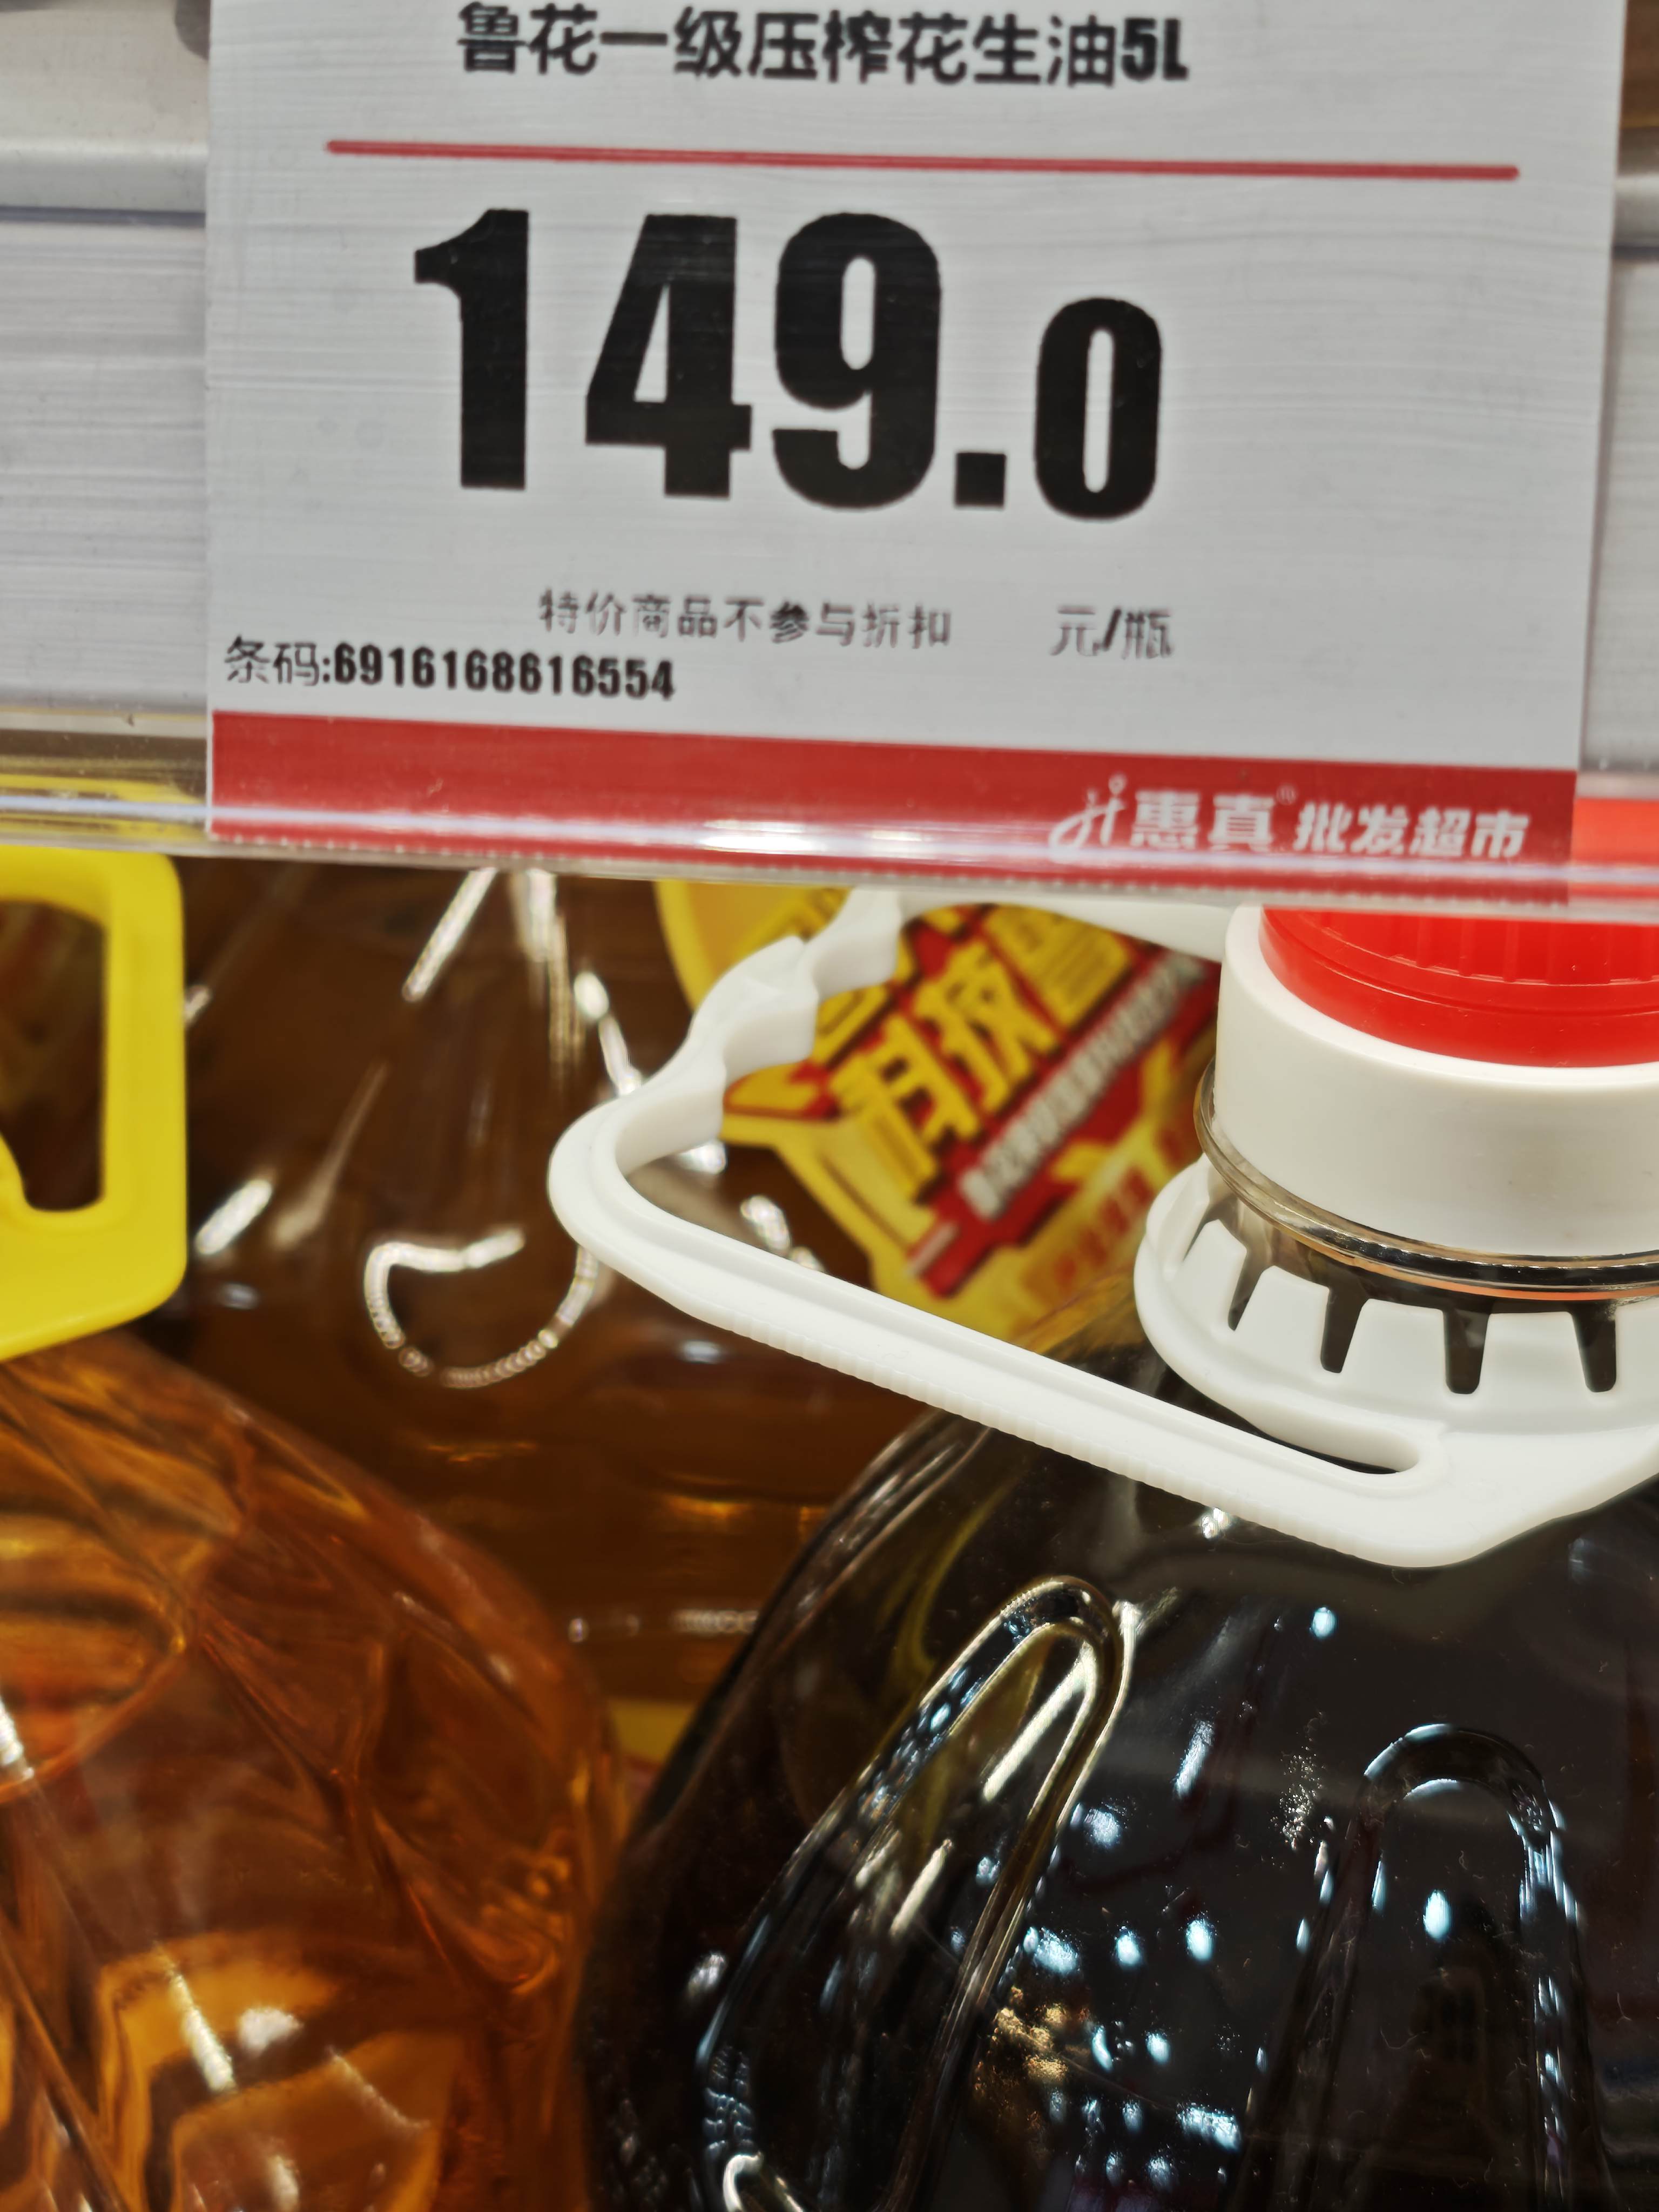 鲁花一级压榨花生油5L
149.0
特价商品不参与折扣 元/瓶
条码:6916168616554
惠真® 批发超市